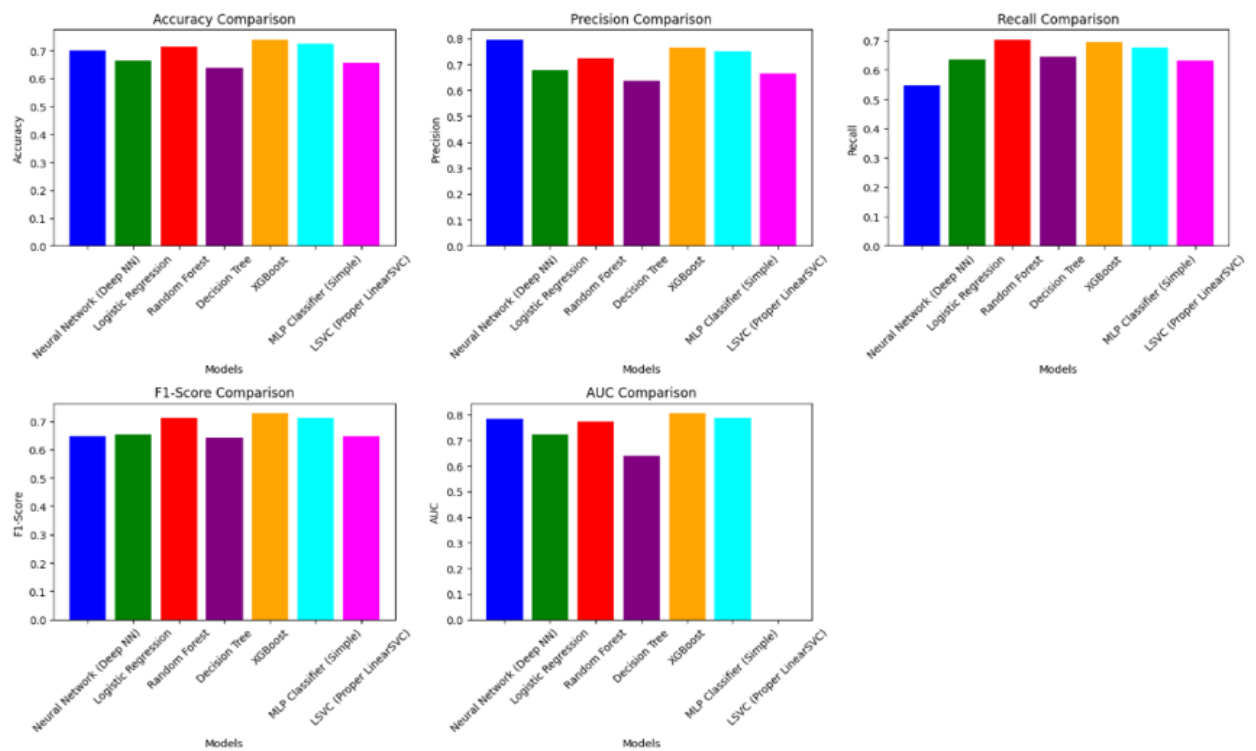 Accuracy Comparison
Accuracy
0.7
0.6
0.5
0.4
0.3
0.2
0.1
0.0
Neural Network (Deep NN)
Logistic Regression
Random Forest
Decision Tree
XGBoost
MLP Classifier (Simple)
LSVC (Proper LinearSVC)
Models
Precision Comparison
Precision
0.8
0.7
0.6
0.5
0.4
0.3
0.2
0.1
0.0
Neural Network (Deep NN)
Logistic Regression
Random Forest
Decision Tree
XGBoost
MLP Classifier (Simple)
LSVC (Proper LinearSVC)
Models
Recall Comparison
Recall
0.7
0.6
0.5
0.4
0.3
0.2
0.1
0.0
Neural Network (Deep NN)
Logistic Regression
Random Forest
Decision Tree
XGBoost
MLP Classifier (Simple)
LSVC (Proper LinearSVC)
Models
F1-Score Comparison
F1-Score
0.7
0.6
0.5
0.4
0.3
0.2
0.1
0.0
Neural Network (Deep NN)
Logistic Regression
Random Forest
Decision Tree
XGBoost
MLP Classifier (Simple)
LSVC (Proper LinearSVC)
Models
AUC Comparison
AUC
0.8
0.7
0.6
0.5
0.4
0.3
0.2
0.1
0.0
Neural Network (Deep NN)
Logistic Regression
Random Forest
Decision Tree
XGBoost
MLP Classifier (Simple)
LSVC (Proper LinearSVC)
Models